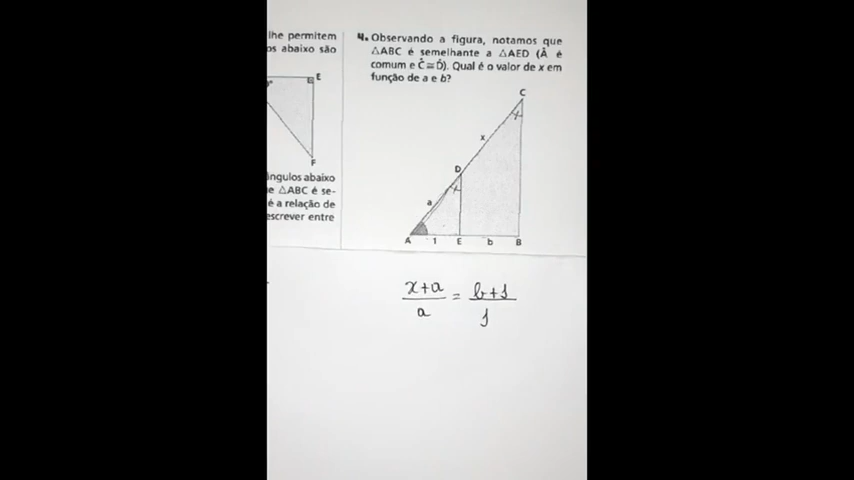 lhe permitem
os abaixo são
E
F
ângulos abaixo
e △ABC é se-
é a relação de
escrever entre
4. Observando a figura, notamos que
△ABC é semelhante a △AED (Â é
comum e Ĉ ≅ D̂). Qual é o valor de x em
função de a e b?
C
x
D
a
A 1 E b B
x+a = b+1
a 1